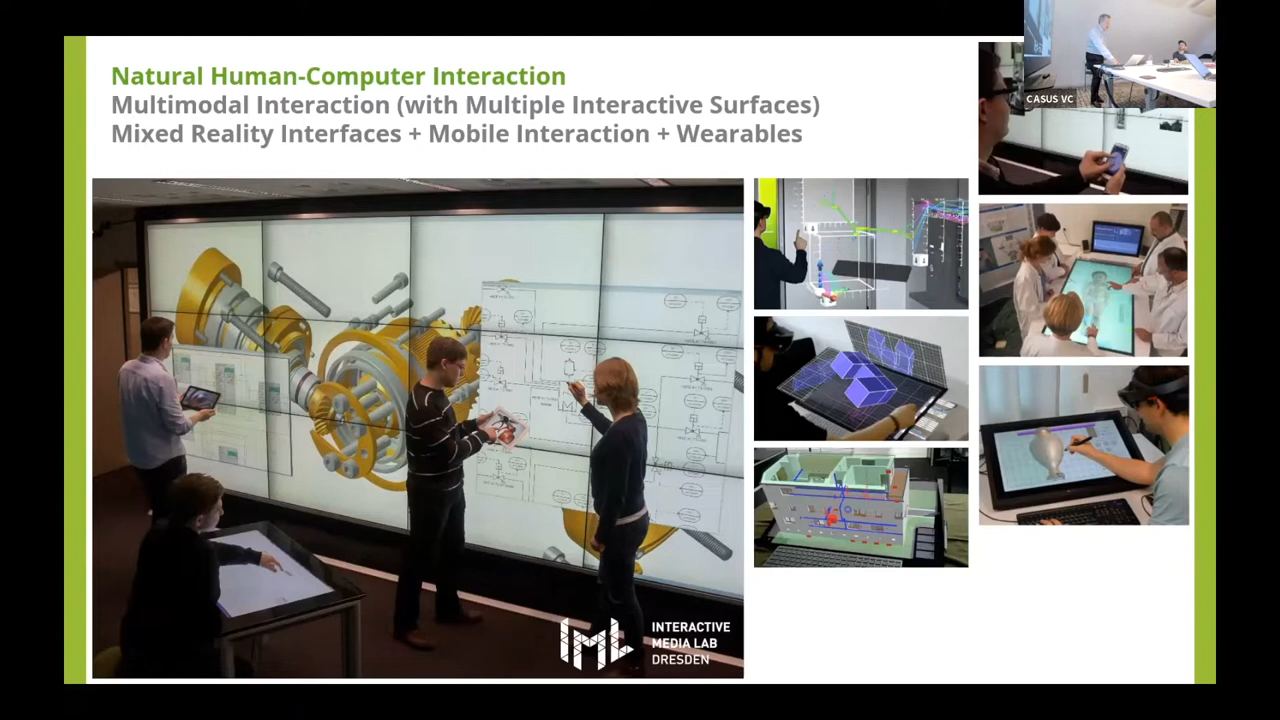 Natural Human-Computer Interaction
Multimodal Interaction (with Multiple Interactive Surfaces)
Mixed Reality Interfaces + Mobile Interaction + Wearables
CASUS VC
IML
INTERACTIVE
MEDIA LAB
DRESDEN